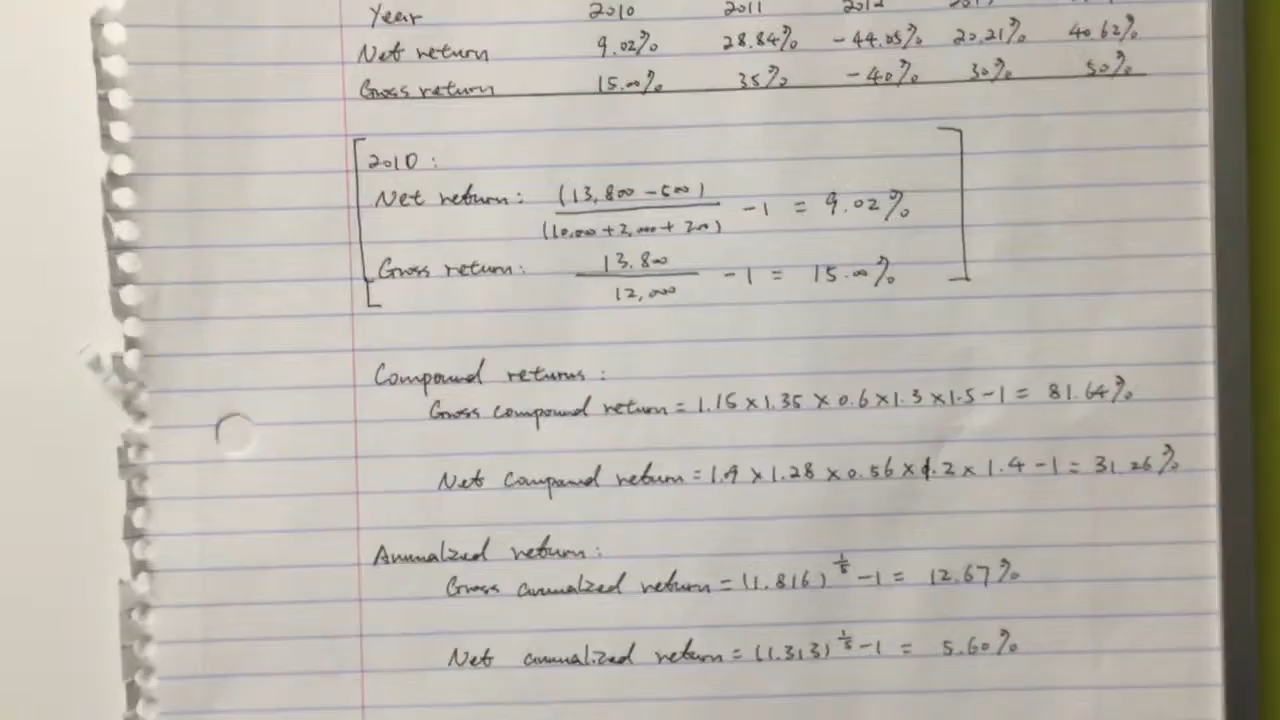 Year 2010 2011 2012
Net return 9.02% 28.84% -44.05% 20.21% 40.62%
Gross return 15.00% 35% -40% 30% 50%
2010:
Net return: (13,800 - 600) / (10,000 + 2,000 + 200) - 1 = 9.02%
Gross return: 13.800 / 12,000 - 1 = 15.00%
Compound returns:
Gross compound return = 1.15 × 1.35 × 0.6 × 1.3 × 1.5 - 1 = 81.64%
Net compound return = 1.9 × 1.28 × 0.56 × 1.2 × 1.4 - 1 = 31.26%
Annualized return:
Gross annualized return = (1.816)^1/5 - 1 = 12.67%
Net annualized return = (1.313)^1/5 - 1 = 5.60%